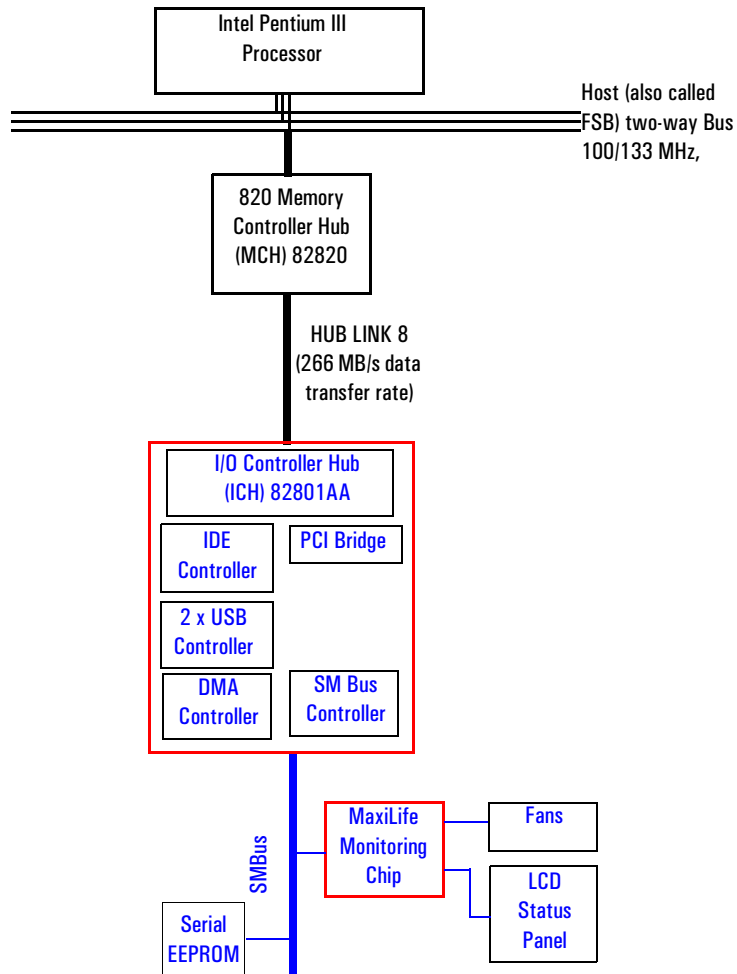 Intel Pentium III
Processor
Host (also called
FSB) two-way Bus
100/133 MHz,
820 Memory
Controller Hub
(MCH) 82820
HUB LINK 8
(266 MB/s data
transfer rate)
I/O Controller Hub
(ICH) 82801AA
IDE
Controller
PCI Bridge
2 x USB
Controller
DMA
Controller
SM Bus
Controller
SMBus
MaxiLife
Monitoring
Chip
Fans
LCD
Status
Panel
Serial
EEPROM